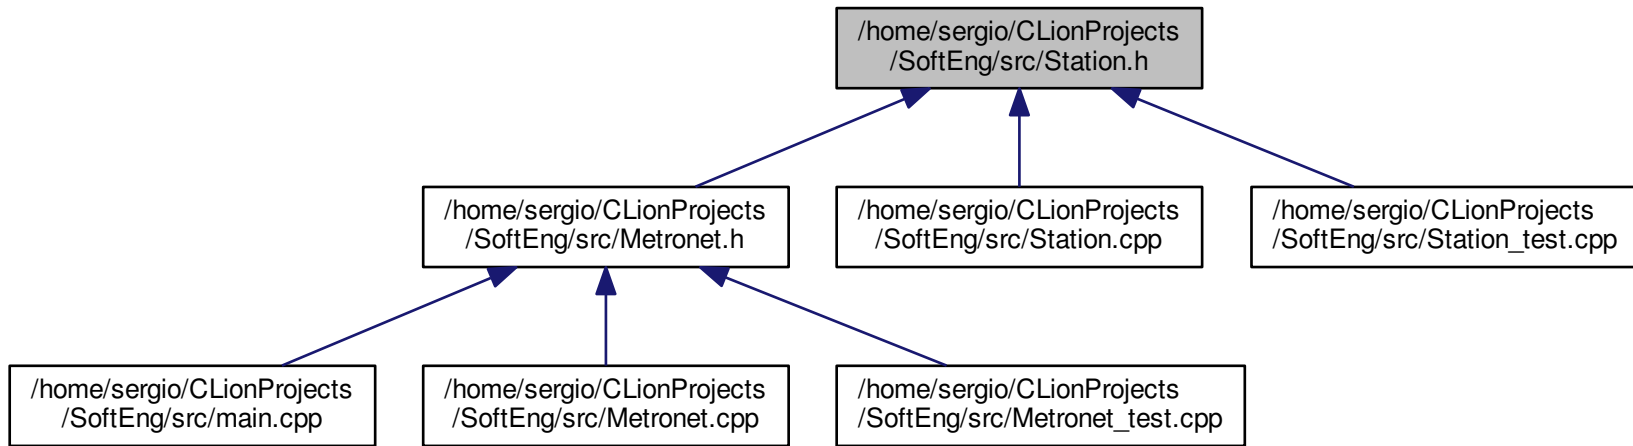 /home/sergio/CLionProjects
/SoftEng/src/Station.h
/home/sergio/CLionProjects
/SoftEng/src/Metronet.h
/home/sergio/CLionProjects
/SoftEng/src/Station.cpp
/home/sergio/CLionProjects
/SoftEng/src/Station_test.cpp
/home/sergio/CLionProjects
/SoftEng/src/main.cpp
/home/sergio/CLionProjects
/SoftEng/src/Metronet.cpp
/home/sergio/CLionProjects
/SoftEng/src/Metronet_test.cpp